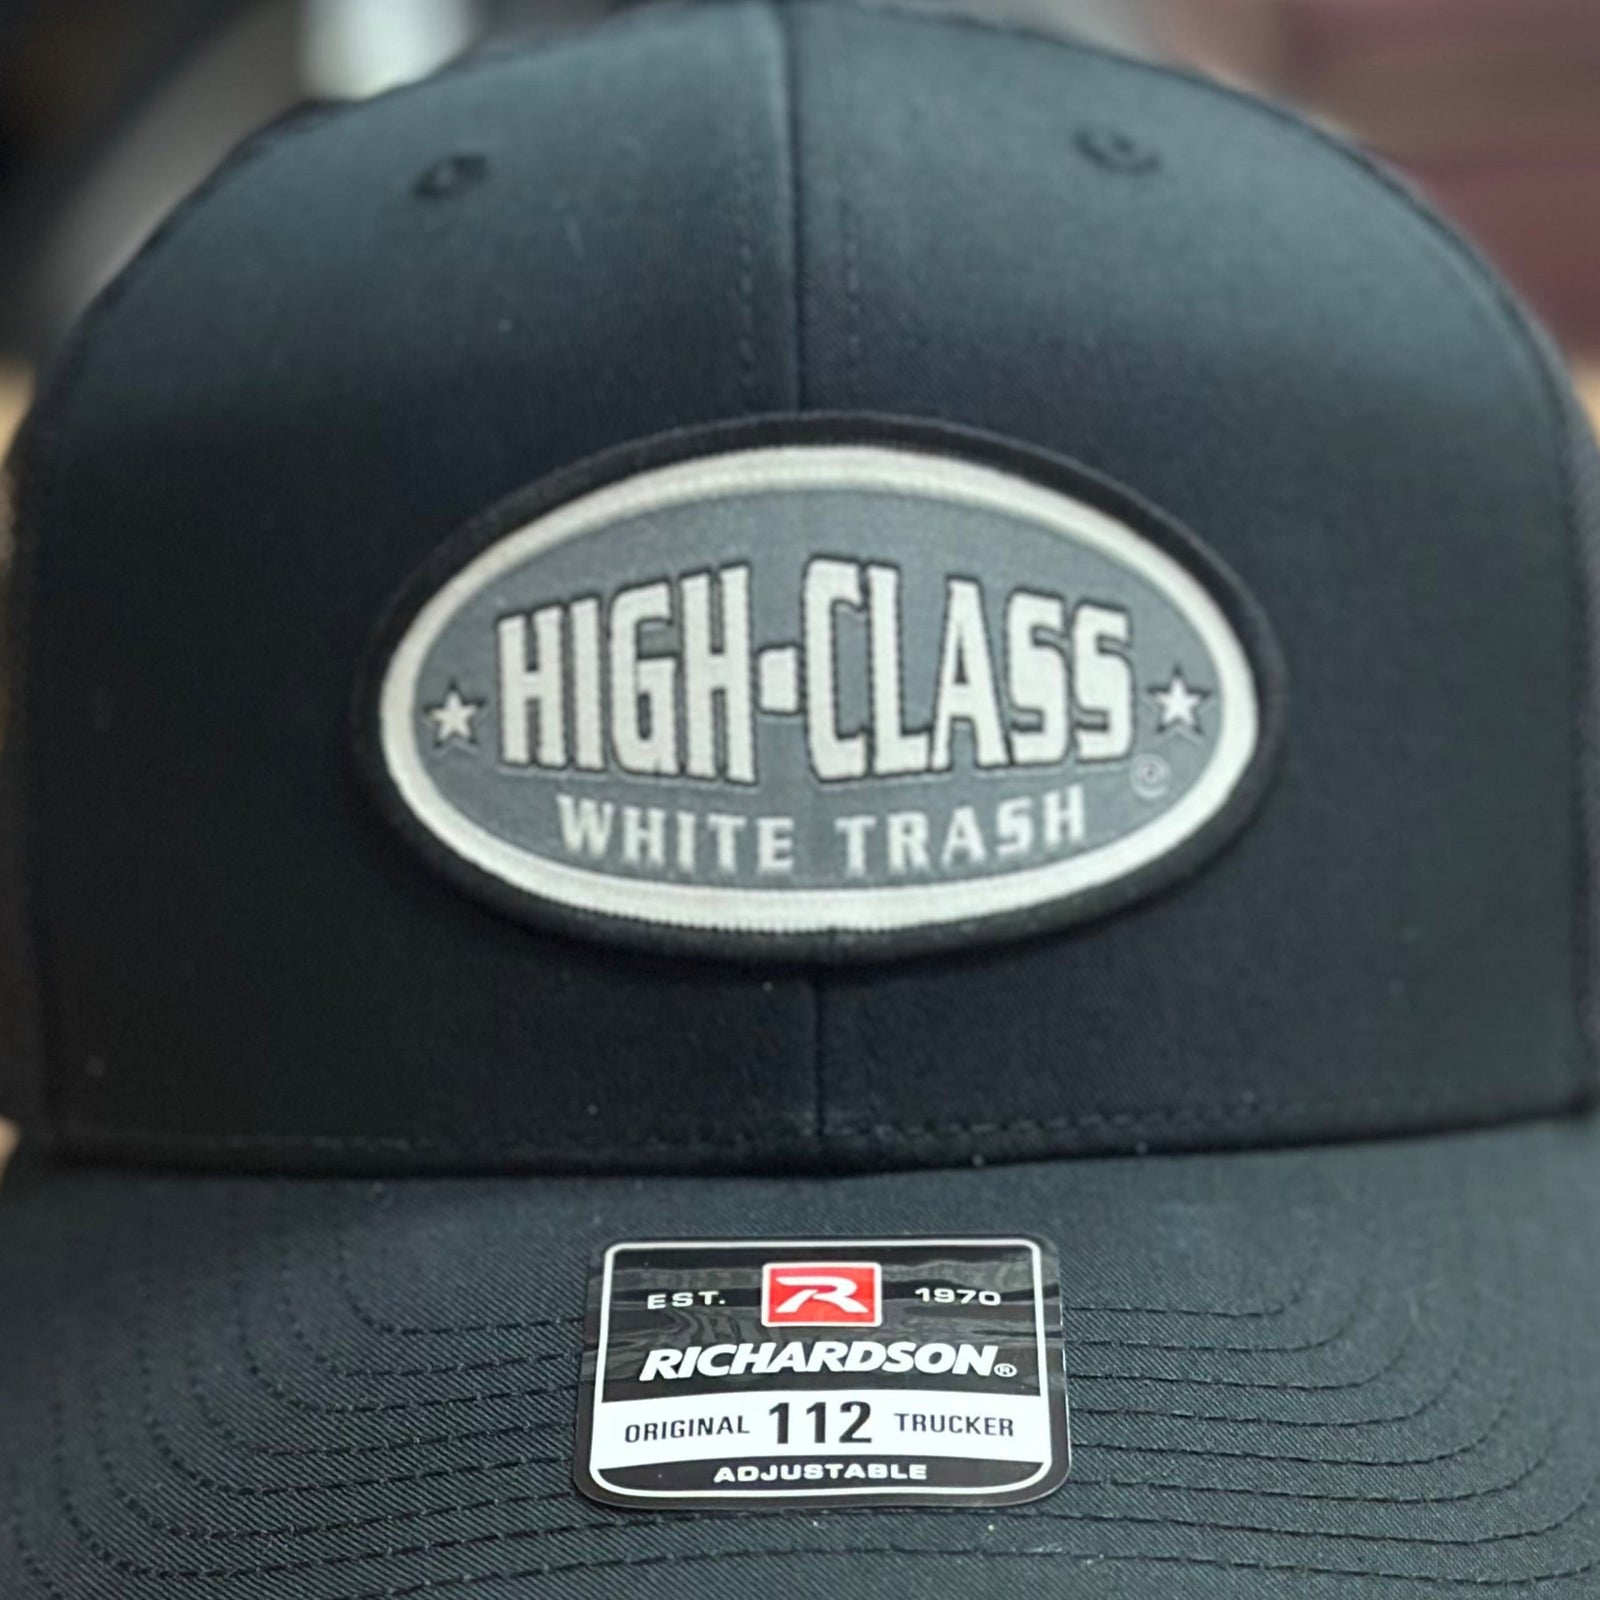 HIGH-CLASS
®
WHITE TRASH
EST. R 1970
RICHARDSON®
ORIGINAL 112 TRUCKER
ADJUSTABLE